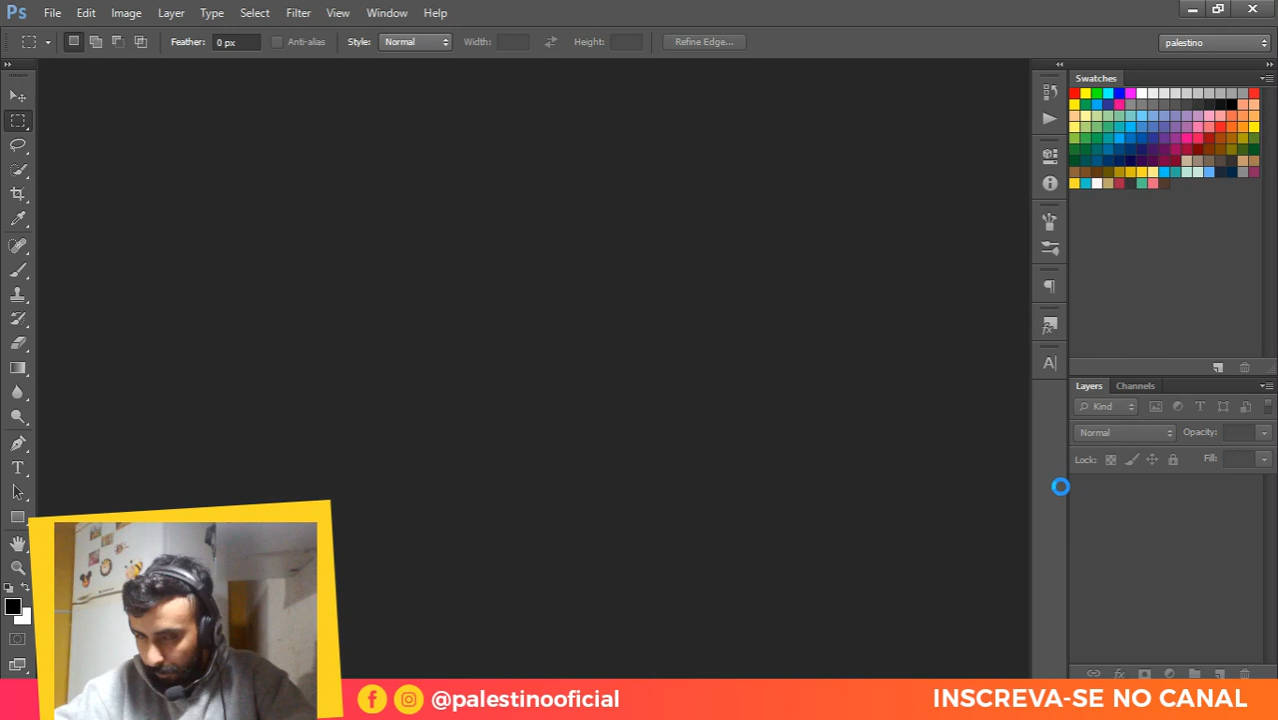 Ps File Edit Image Layer Type Select Filter View Window Help
Feather: 0 px Anti-alias Style: Normal Width: Height: Refine Edge... palestino
Swatches
Layers Channels
Kind
Normal Opacity:
Lock: Fill:
@palestinooficial INSCREVA-SE NO CANAL